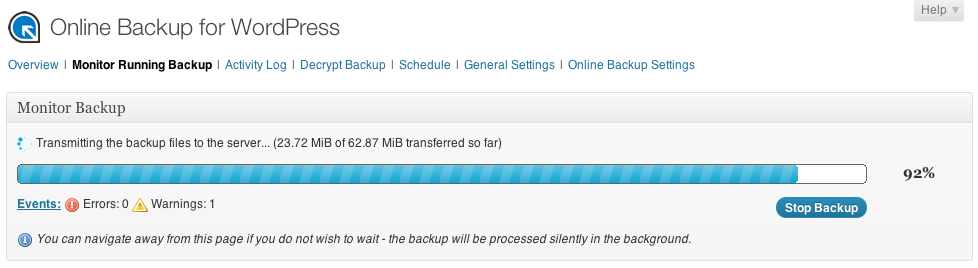 Help ▼
Online Backup for WordPress
Overview | Monitor Running Backup | Activity Log | Decrypt Backup | Schedule | General Settings | Online Backup Settings
Monitor Backup
Transmitting the backup files to the server... (23.72 MiB of 62.87 MiB transferred so far)
92%
Events: Errors: 0 Warnings: 1
Stop Backup
You can navigate away from this page if you do not wish to wait - the backup will be processed silently in the background.